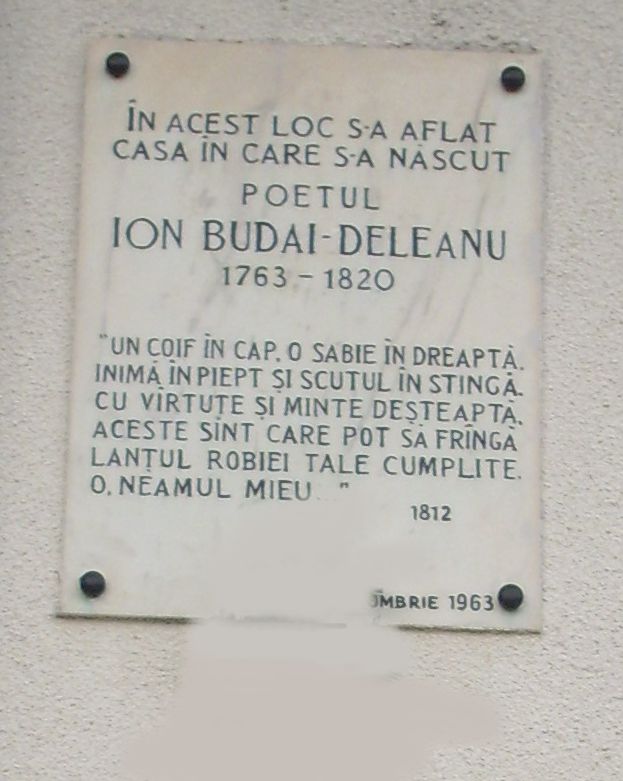 ÎN ACEST LOC S-A AFLAT
CASA ÎN CARE S-A NĂSCUT
POETUL
ION BUDAI-DELEANU
1763 - 1820
"UN COIF ÎN CAP, O SABIE ÎN DREAPTĂ,
INIMĂ ÎN PIEPT ȘI SCUTUL ÎN STINGĂ,
CU VÎRTUTE ȘI MINTE DEȘTEAPTĂ,
ACESTE SÎNT CARE POT SĂ FRÎNGĂ
LANȚUL ROBIEI TALE CUMPLITE,
O, NEAMUL MIEU ..."
1812
1963